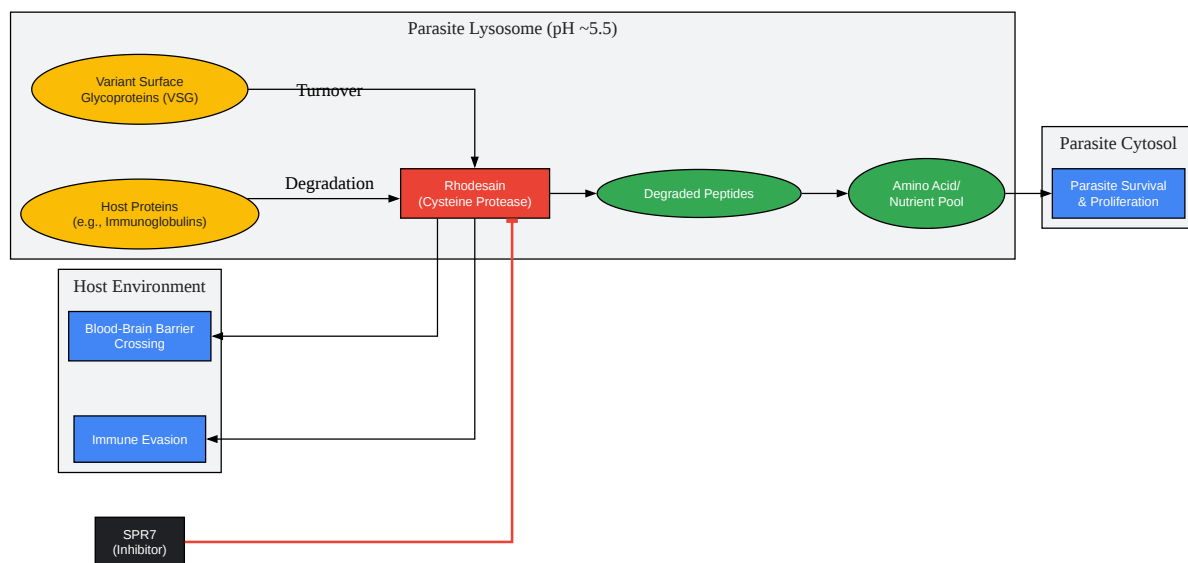 Parasite Lysosome (pH ~5.5)
Variant Surface
Glycoproteins (VSG)
Turnover
Host Proteins
(e.g., Immunoglobulins)
Degradation
Rhodesain
(Cysteine Protease)
Degraded Peptides
Amino Acid/
Nutrient Pool
Parasite Cytosol
Parasite Survival
& Proliferation
Host Environment
Blood-Brain Barrier
Crossing
Immune Evasion
SPR7
(Inhibitor)